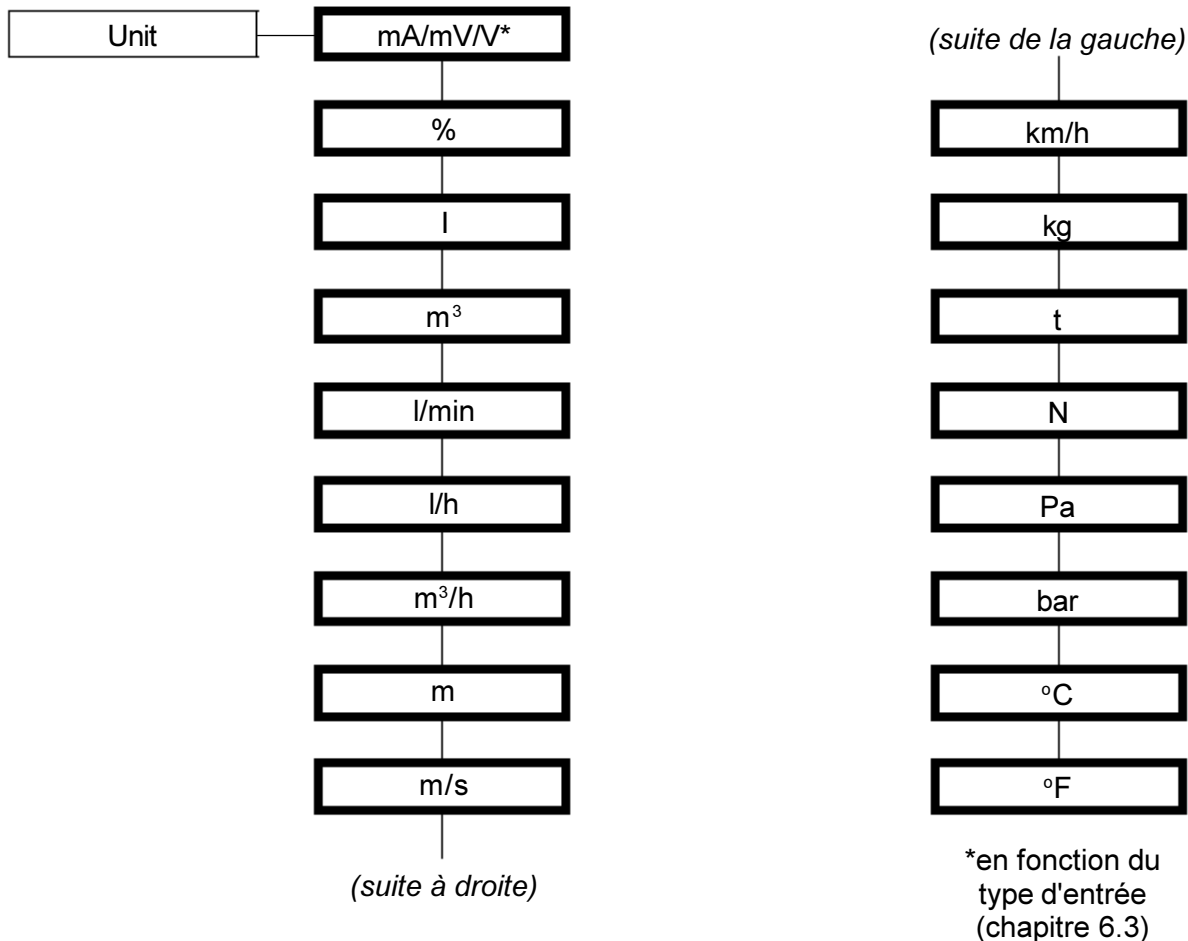 Unit
mA/mV/V*
%
l
m³
l/min
l/h
m³/h
m
m/s
(suite à droite)
(suite de la gauche)
km/h
kg
t
N
Pa
bar
°C
°F
*en fonction du
type d'entrée
(chapitre 6.3)